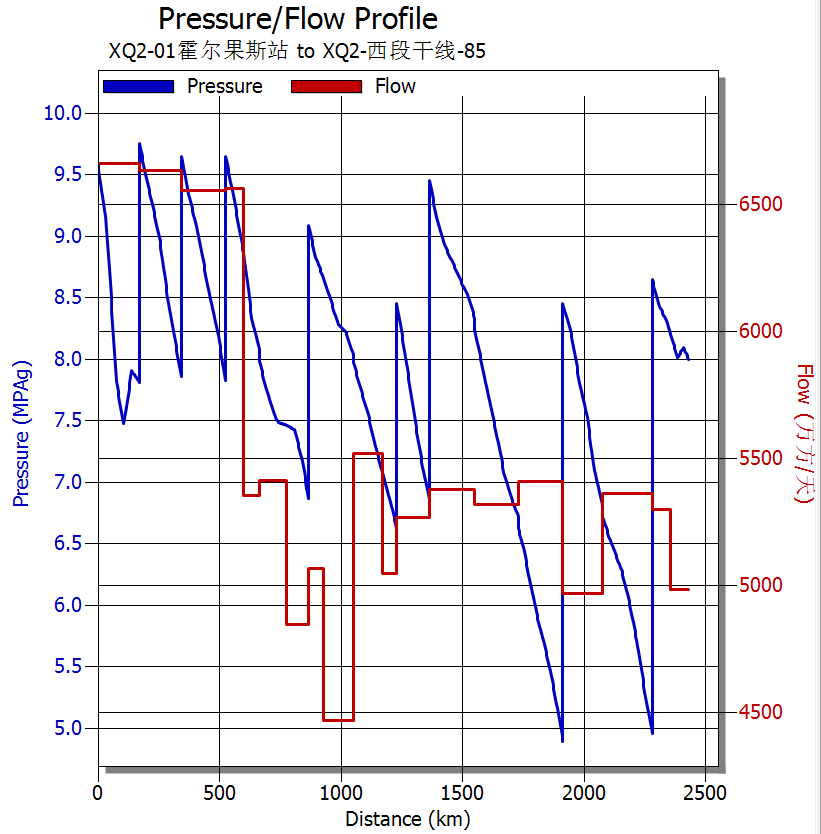 Pressure/Flow Profile
XQ2-01霍尔果斯站 to XQ2-西段干线-85
Pressure Flow
10.0
9.5
9.0
8.5
8.0
7.5
7.0
6.5
6.0
5.5
5.0
Pressure (MPAg)
6500
6000
5500
5000
4500
Flow (万方/天)
0 500 1000 1500 2000 2500
Distance (km)